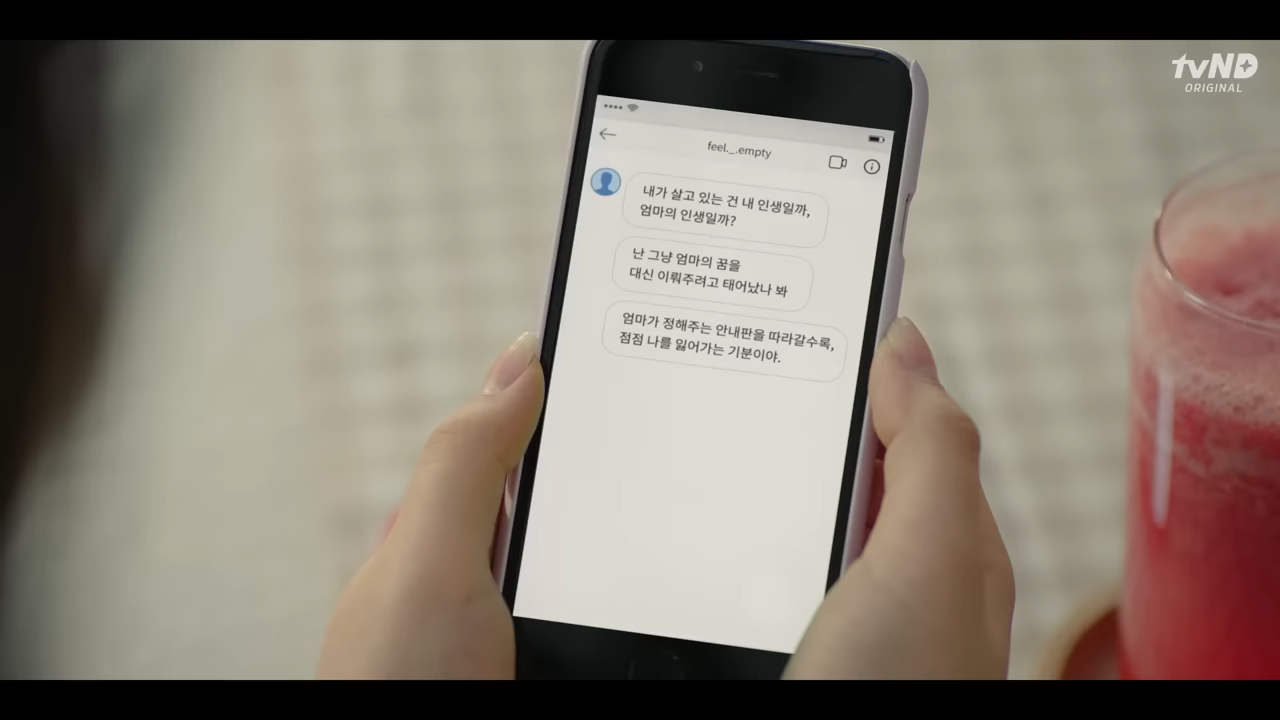 tvND
ORIGINAL
feel._.empty
내가 살고 있는 건 내 인생일까,
엄마의 인생일까?
난 그냥 엄마의 꿈을
대신 이뤄주려고 태어났나 봐
엄마가 정해주는 안내판을 따라갈수록,
점점 나를 잃어가는 기분이야.